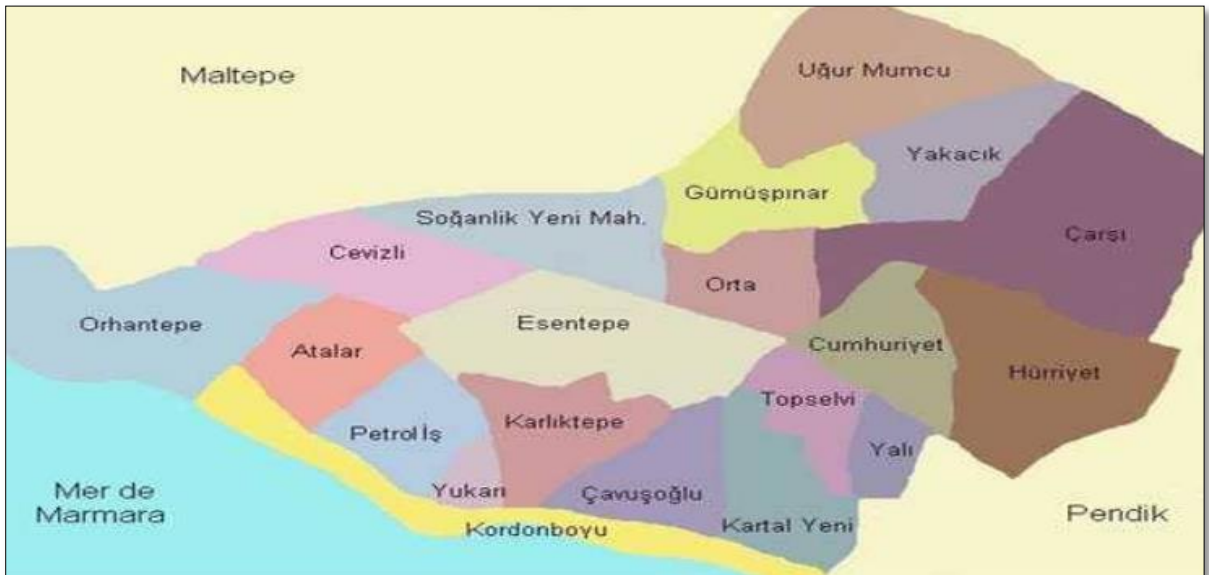 Uğur Mumcu
Maltepe
Yakacık
Gümüşpınar
Soğanlik Yeni Mah.
Çarşı
Cevizli
Orta
Orhantepe
Esentepe
Cumhuriyet
Atalar
Hürriyet
Topselvi
Karlıktepe
Petrol İş
Yalı
Yukarı
Çavuşoğlu
Mer de
Marmara
Pendik
Kartal Yeni
Kordonboyu